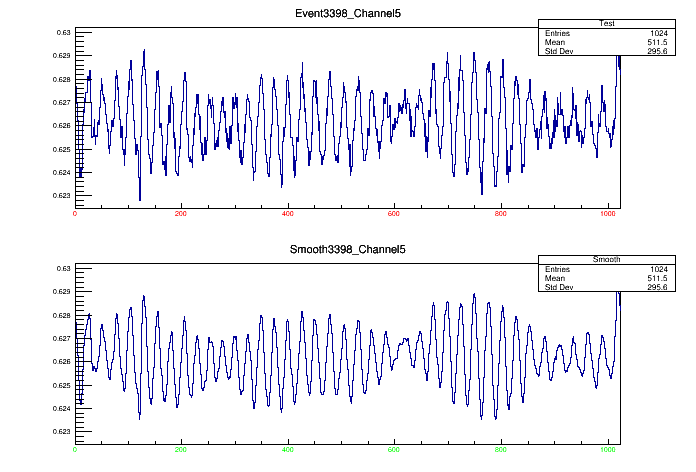 Event3398_Channel5
Test
Entries 1024
Mean 511.5
Std Dev 295.6
0.63
0.629
0.628
0.627
0.626
0.625
0.624
0.623
0 200 400 600 800 1000
Smooth3398_Channel5
Smooth
Entries 1024
Mean 511.5
Std Dev 295.6
0.63
0.629
0.628
0.627
0.626
0.625
0.624
0.623
0 200 400 600 800 1000